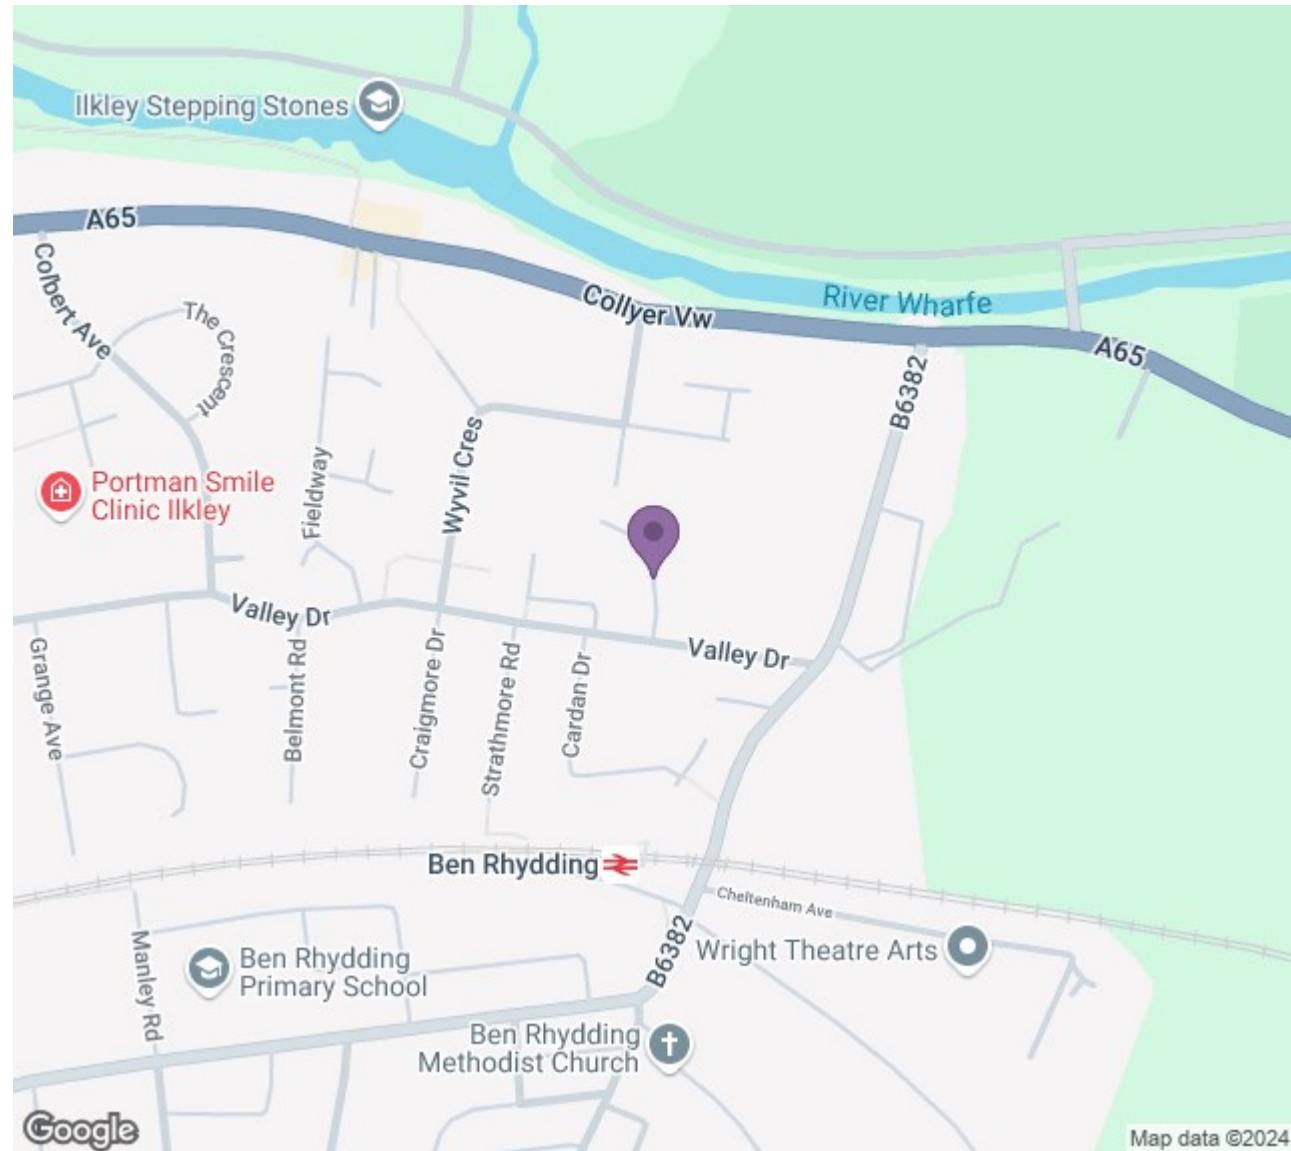 Ilkley Stepping Stones
A65
Colbert Ave
The Crescent
Collyer Vw
River Wharfe
A65
B6382
Portman Smile
Clinic Ilkley
Fieldway
Wyvil Cres
Valley Dr
Valley Dr
Grange Ave
Belmont Rd
Craigmore Dr
Strathmore Rd
Cardan Dr
Ben Rhydding
Cheltenham Ave
B6382
Wright Theatre Arts
Manley Rd
Ben Rhydding
Primary School
Ben Rhydding
Methodist Church
Google
Map data ©2024